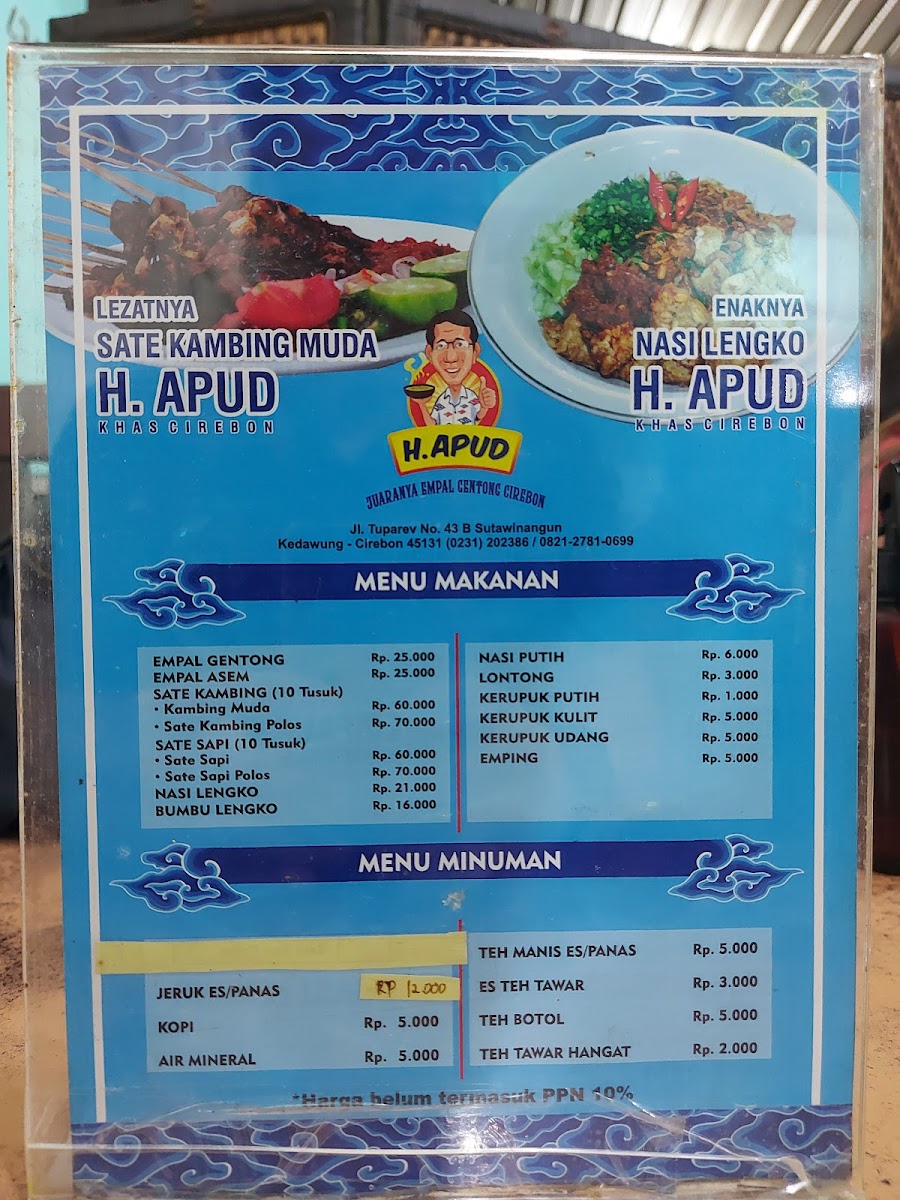 LEZATNYA
SATE KAMBING MUDA
H. APUD
KHAS CIREBON
ENAKNYA
NASI LENGKO
H. APUD
KHAS CIREBON
H. APUD
JUARANYA EMPAL GENTONG CIREBON
Jl. Tuparev No. 43 B Sutawinangun
Kedawung - Cirebon 45131 (0231) 202386 / 0821-2781-0699
MENU MAKANAN
EMPAL GENTONG Rp. 25.000
EMPAL ASEM Rp. 25.000
SATE KAMBING (10 Tusuk)
• Kambing Muda Rp. 60.000
• Sate Kambing Polos Rp. 70.000
SATE SAPI (10 Tusuk)
• Sate Sapi Rp. 60.000
• Sate Sapi Polos Rp. 70.000
NASI LENGKO Rp. 21.000
BUMBU LENGKO Rp. 16.000
NASI PUTIH Rp. 6.000
LONTONG Rp. 3.000
KERUPUK PUTIH Rp. 1.000
KERUPUK KULIT Rp. 5.000
KERUPUK UDANG Rp. 5.000
EMPING Rp. 5.000
MENU MINUMAN
JERUK ES/PANAS RP 12.000
KOPI Rp. 5.000
AIR MINERAL Rp. 5.000
TEH MANIS ES/PANAS Rp. 5.000
ES TEH TAWAR Rp. 3.000
TEH BOTOL Rp. 5.000
TEH TAWAR HANGAT Rp. 2.000
*Harga belum termasuk PPN 10%